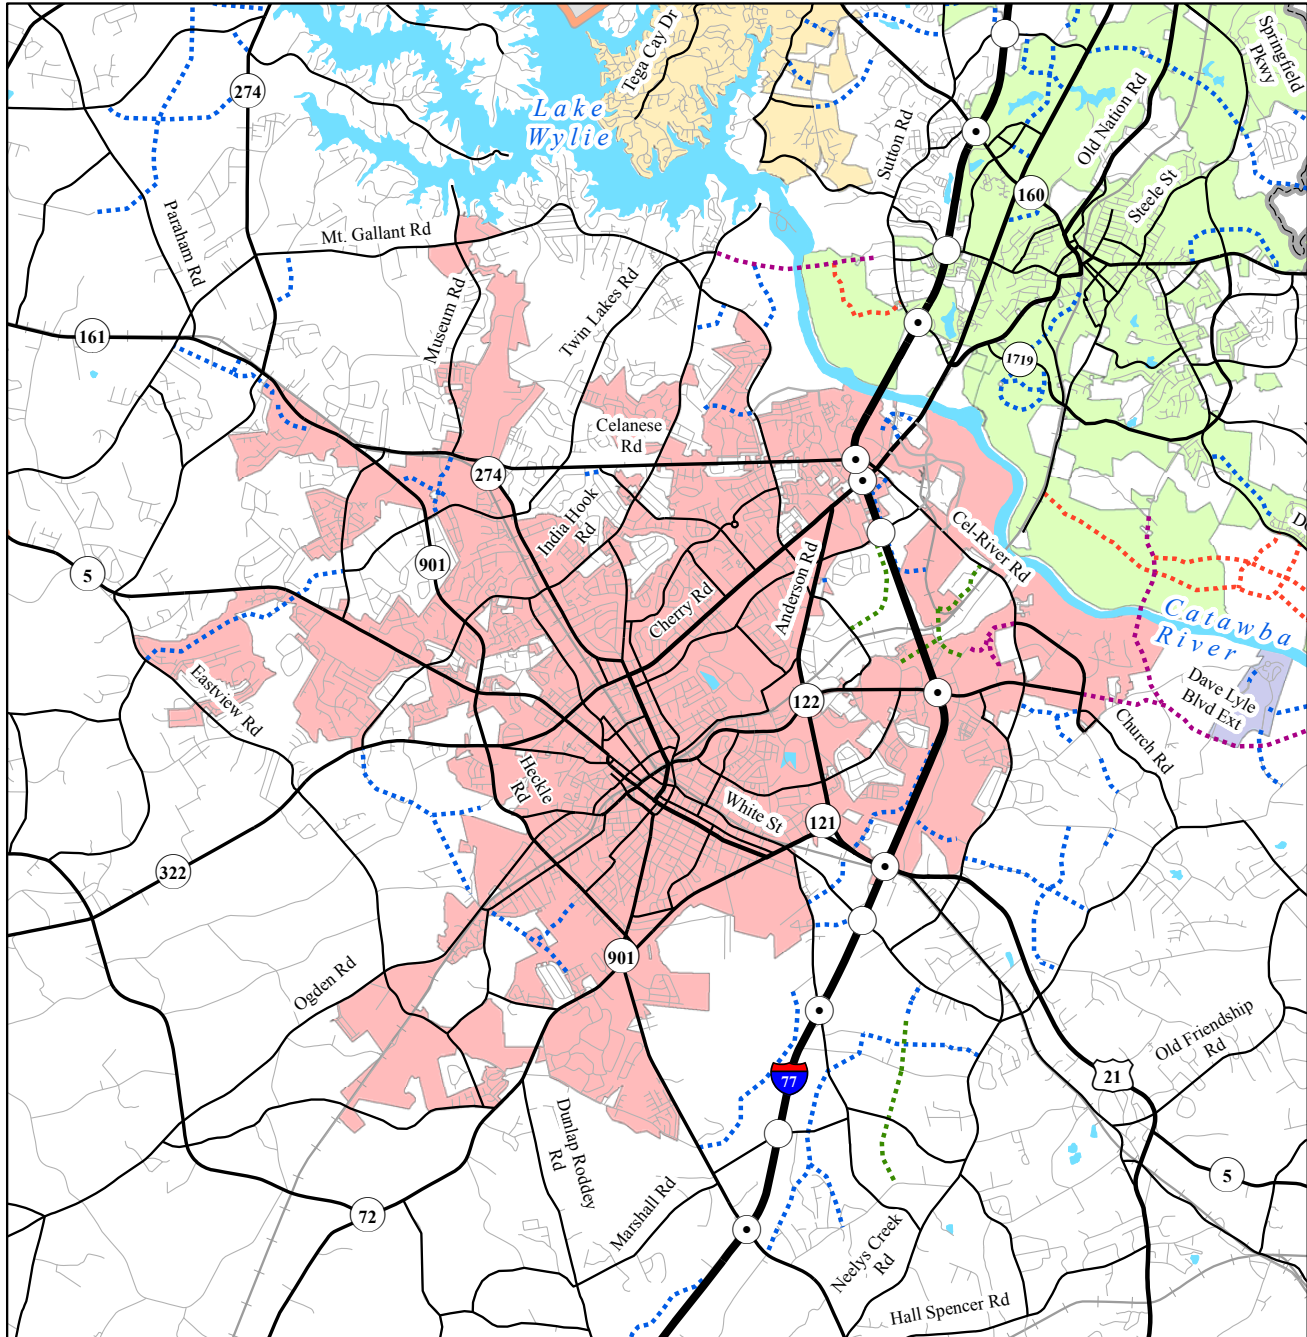 Tega Cay Dr
Springfield
Pkwy
274
Lake
Wylie
Sutton Rd
Old Nation Rd
160
Steele St
Paraham Rd
Mt. Gallant Rd
Museum Rd
Twin Lakes Rd
161
1719
Celanese
Rd
274
India Hook
Rd
Cel-River Rd
D
5
901
Cherry Rd
Anderson Rd
Catawba
River
Eastview Rd
122
Dave Lyle
Blvd Ext
Church Rd
Heckle
Rd
White St
121
322
901
Ogden Rd
Old Friendship
Rd
77
21
Dunlap Roddey
Rd
5
72
Marshall Rd
Neelys Creek
Rd
Hall Spencer Rd